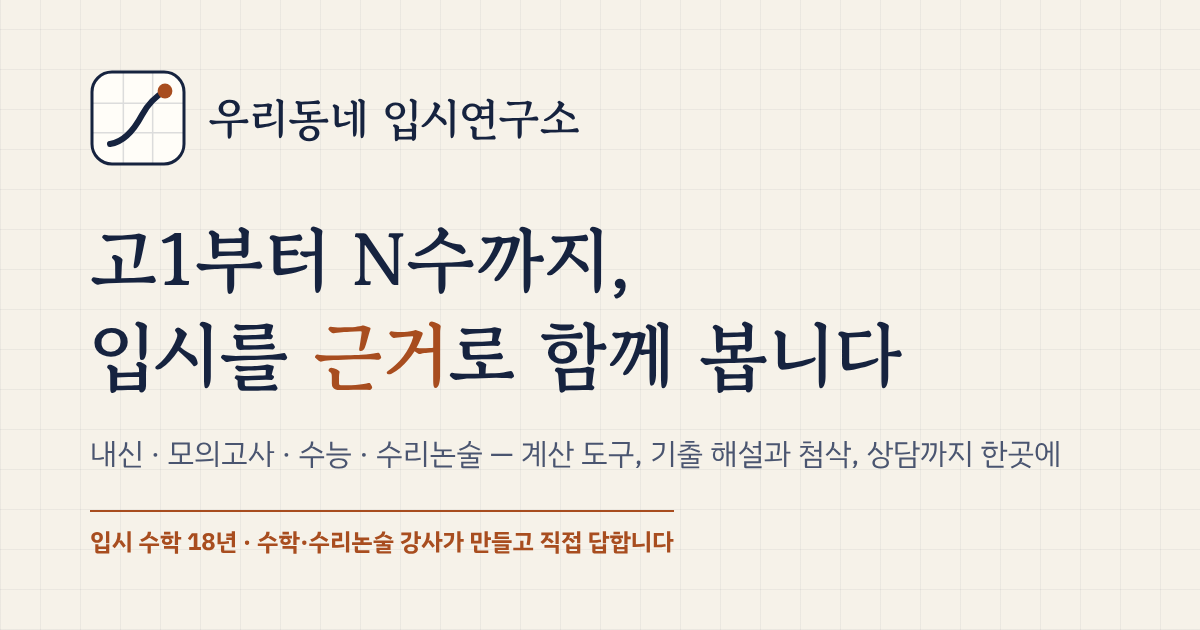 우리동네 입시연구소
고1부터 N수까지,
입시를 근거로 함께 봅니다
내신 · 모의고사 · 수능 · 수리논술 — 계산 도구, 기출 해설과 첨삭, 상담까지 한곳에
입시 수학 18년 · 수학·수리논술 강사가 만들고 직접 답합니다